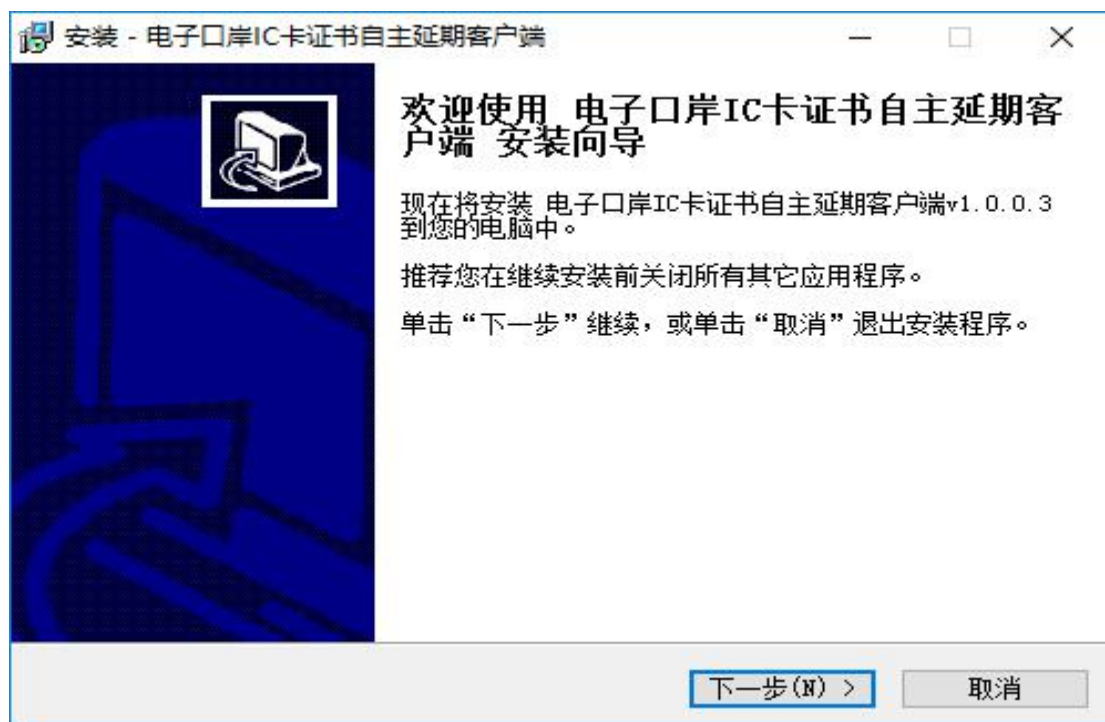 安装 - 电子口岸IC卡证书自主延期客户端
欢迎使用 电子口岸IC卡证书自主延期客
户端 安装向导
现在将安装 电子口岸IC卡证书自主延期客户端v1.0.0.3
到您的电脑中。
推荐您在继续安装前关闭所有其它应用程序。
单击“下一步”继续，或单击“取消”退出安装程序。
下一步(N) >
取消